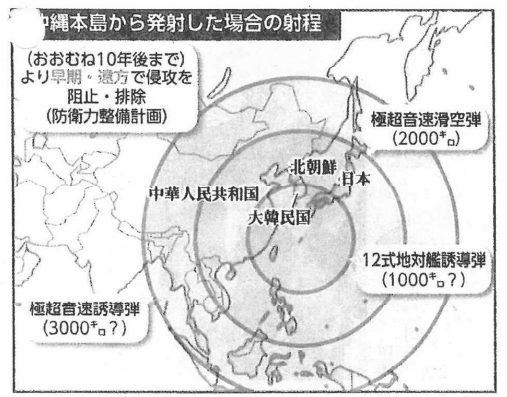 沖縄本島から発射した場合の射程
(おおむね10年後まで)
より早期・遠方で侵攻を
阻止・排除
(防衛力整備計画)
極超音速滑空弾
(2000㌔)
北朝鮮
日本
中華人民共和国
大韓民国
12式地対艦誘導弾
(1000㌔?)
極超音速誘導弾
(3000㌔?)